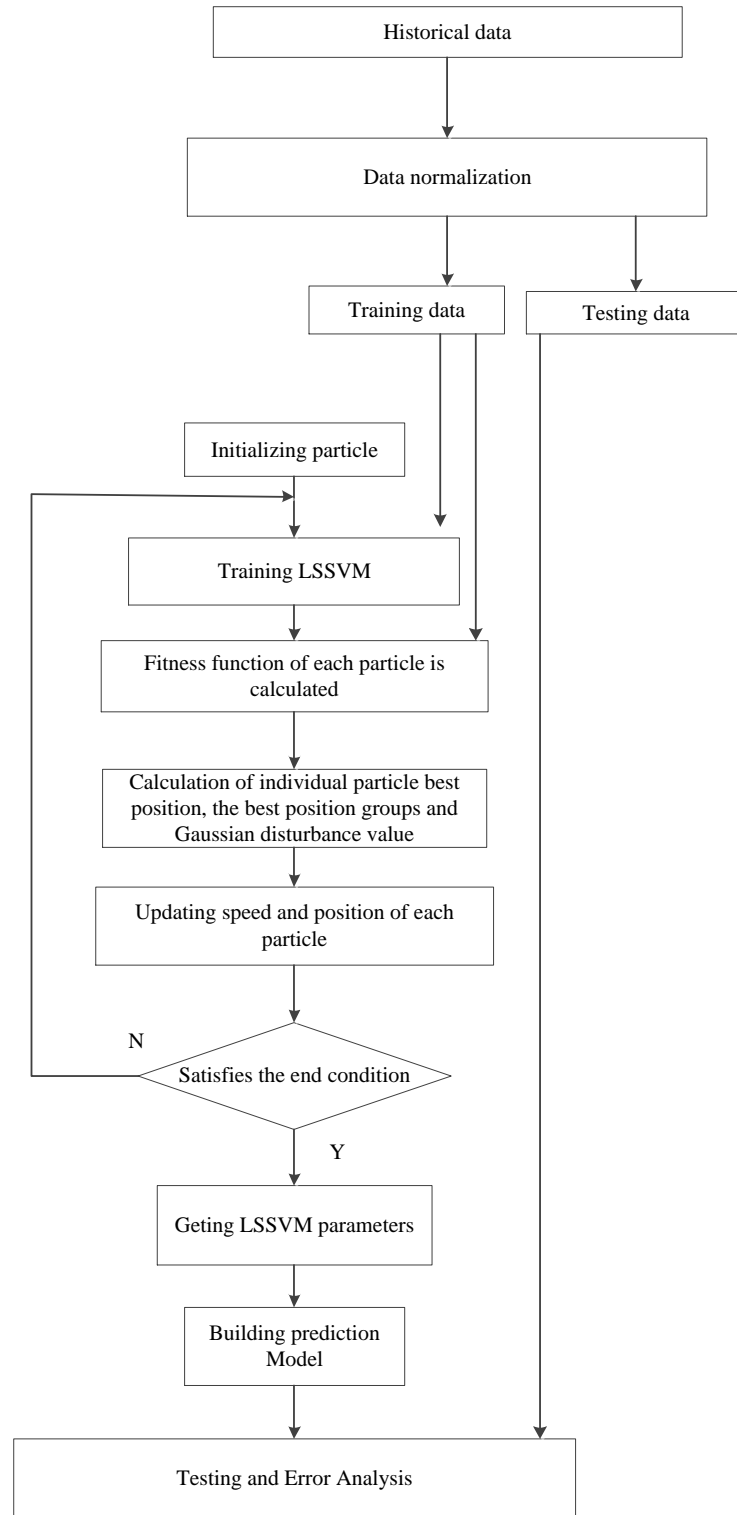 Historical data
Data normalization
Training data
Testing data
Initializing particle
Training LSSVM
Fitness function of each particle is
calculated
Calculation of individual particle best
position, the best position groups and
Gaussian disturbance value
Updating speed and position of each
particle
N
Satisfies the end condition
Y
Geting LSSVM parameters
Building prediction
Model
Testing and Error Analysis